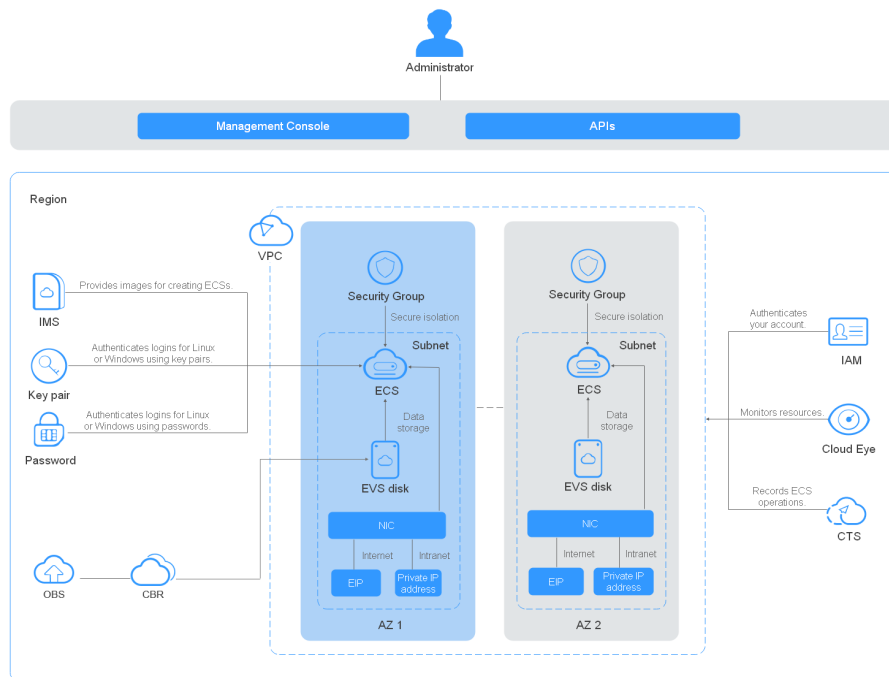 Administrator
Management Console
APIs
Region
VPC
Security Group
Secure isolation
Subnet
ECS
Data
storage
EVS disk
NIC
Internet
Intranet
EIP
Private IP
address
AZ 1
Security Group
Secure isolation
Subnet
ECS
Data
storage
EVS disk
NIC
Internet
Intranet
EIP
Private IP
address
AZ 2
Provides images for creating ECSs.
IMS
Authenticates logins for Linux
or Windows using key pairs.
Key pair
Authenticates logins for Linux
or Windows using passwords.
Password
OBS
CBR
Authenticates
your account.
IAM
Monitors resources.
Cloud Eye
Records ECS
operations.
CTS